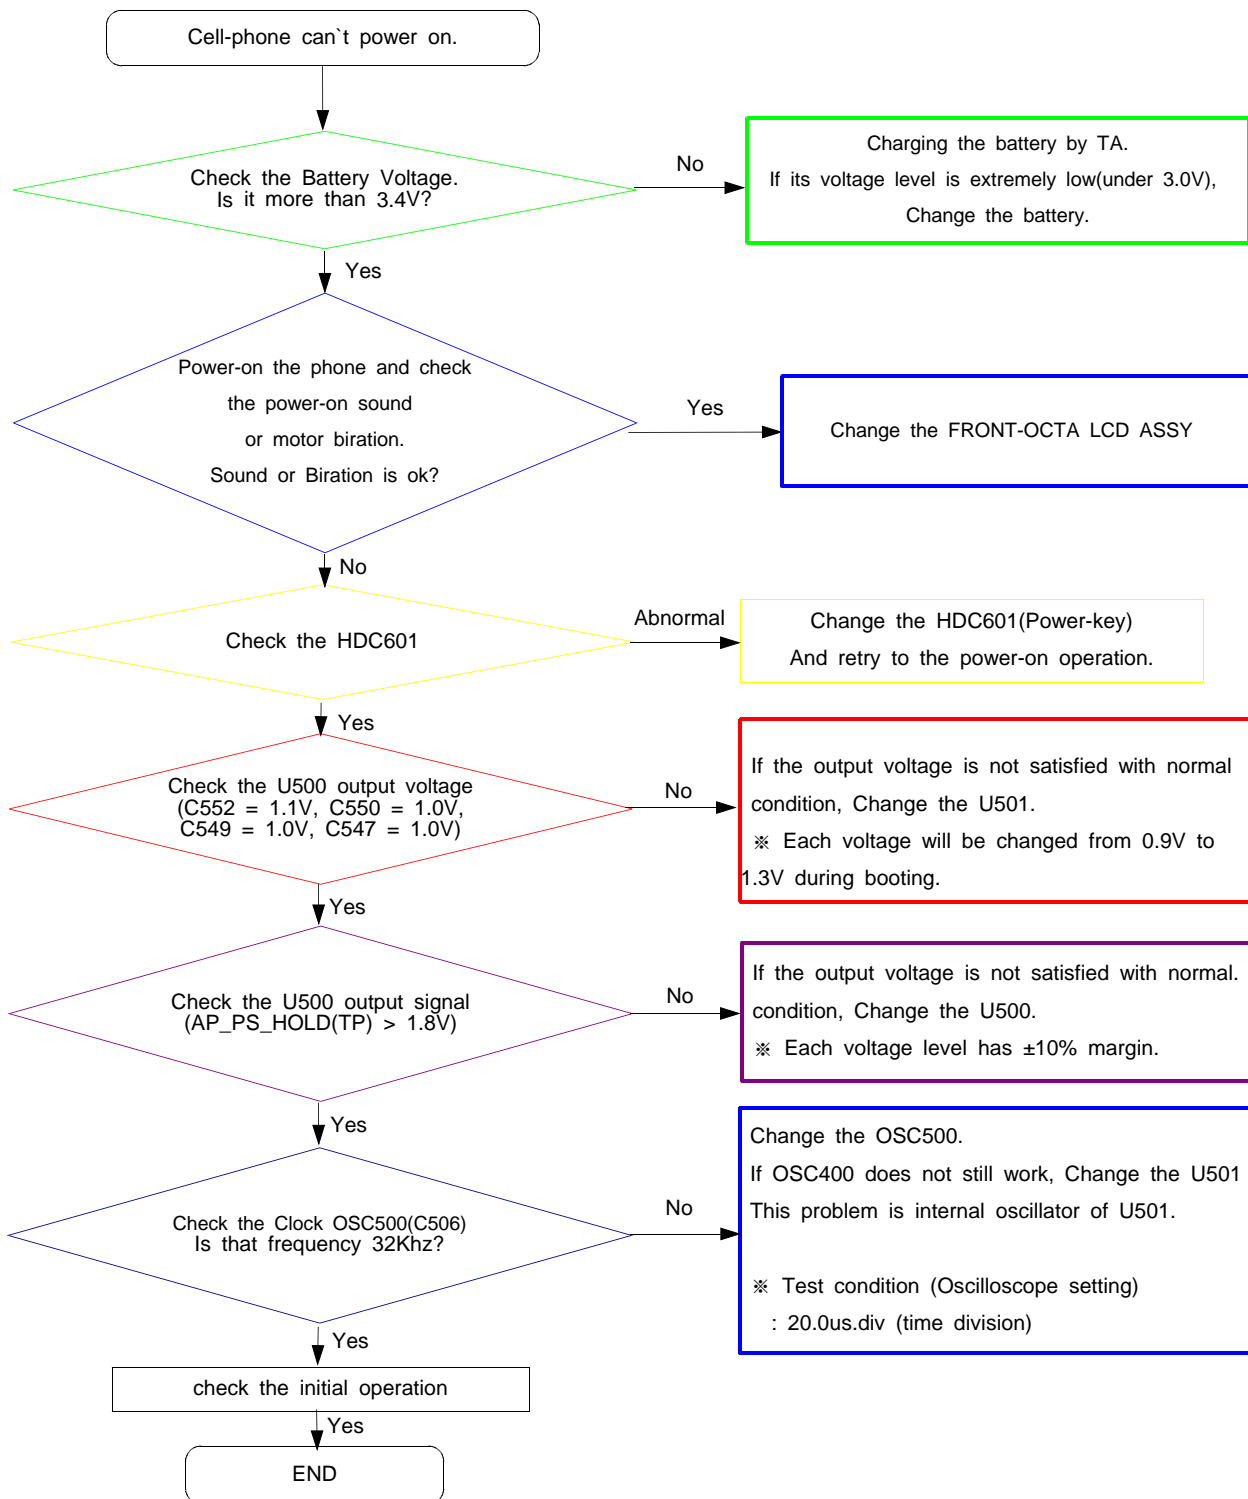 Cell-phone can`t power on.
Check the Battery Voltage.
Is it more than 3.4V?
No
Charging the battery by TA.
If its voltage level is extremely low(under 3.0V),
Change the battery.
Yes
Power-on the phone and check
the power-on sound
or motor biration.
Sound or Biration is ok?
Yes
Change the FRONT-OCTA LCD ASSY
No
Check the HDC601
Abnormal
Change the HDC601(Power-key)
And retry to the power-on operation.
Yes
Check the U500 output voltage
(C552 = 1.1V, C550 = 1.0V,
C549 = 1.0V, C547 = 1.0V)
No
If the output voltage is not satisfied with normal
condition, Change the U501.
※ Each voltage will be changed from 0.9V to
1.3V during booting.
Yes
Check the U500 output signal
(AP_PS_HOLD(TP) > 1.8V)
No
If the output voltage is not satisfied with normal.
condition, Change the U500.
※ Each voltage level has ±10% margin.
Yes
Check the Clock OSC500(C506)
Is that frequency 32Khz?
No
Change the OSC500.
If OSC400 does not still work, Change the U501
This problem is internal oscillator of U501.
※ Test condition (Oscilloscope setting)
: 20.0us.div (time division)
Yes
check the initial operation
Yes
END